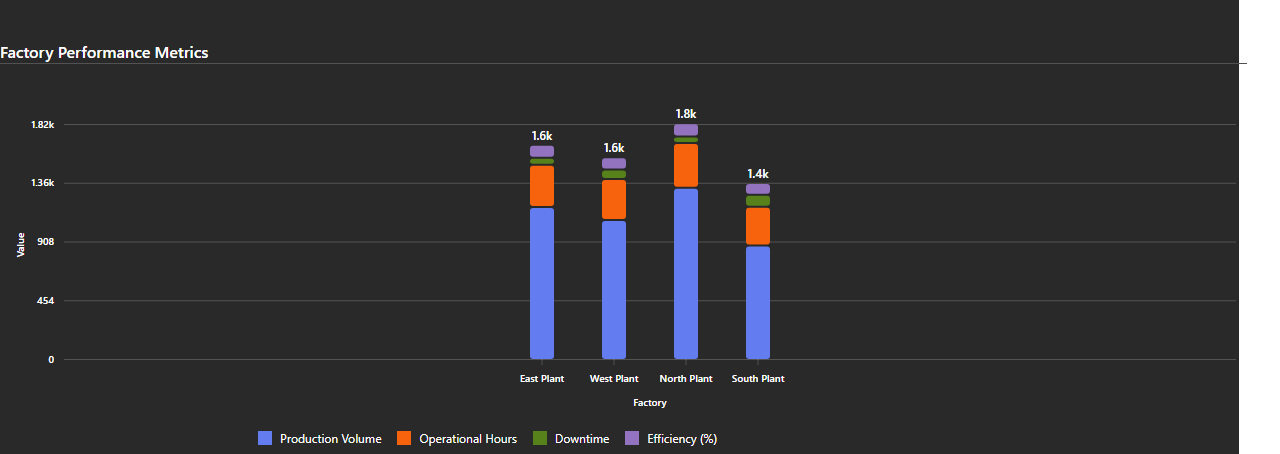 Factory Performance Metrics
1.8k
1.82k
1.6k
1.6k
1.4k
1.36k
908
Value
454
0
East Plant West Plant North Plant South Plant
Factory
Production Volume Operational Hours Downtime Efficiency (%)